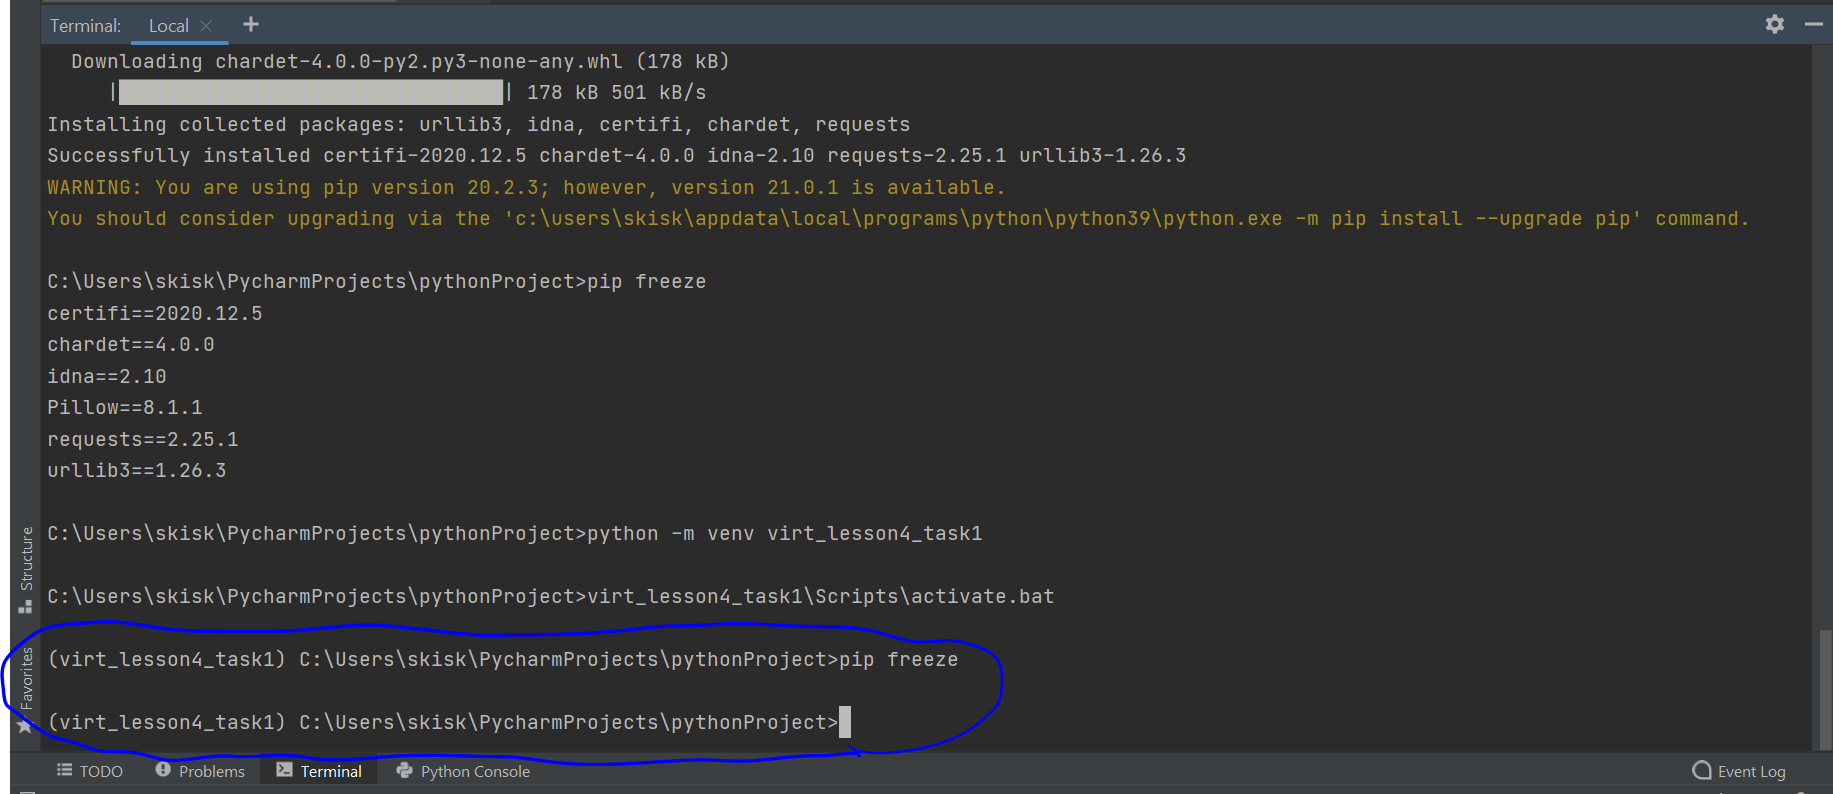 Terminal: Local × +
Downloading chardet-4.0.0-py2.py3-none-any.whl (178 kB)
|████████████████████████████████| 178 kB 501 kB/s
Installing collected packages: urllib3, idna, certifi, chardet, requests
Successfully installed certifi-2020.12.5 chardet-4.0.0 idna-2.10 requests-2.25.1 urllib3-1.26.3
WARNING: You are using pip version 20.2.3; however, version 21.0.1 is available.
You should consider upgrading via the 'c:\users\skisk\appdata\local\programs\python\python39\python.exe -m pip install --upgrade pip' command.
C:\Users\skisk\PycharmProjects\pythonProject>pip freeze
certifi==2020.12.5
chardet==4.0.0
idna==2.10
Pillow==8.1.1
requests==2.25.1
urllib3==1.26.3
C:\Users\skisk\PycharmProjects\pythonProject>python -m venv virt_lesson4_task1
C:\Users\skisk\PycharmProjects\pythonProject>virt_lesson4_task1\Scripts\activate.bat
(virt_lesson4_task1) C:\Users\skisk\PycharmProjects\pythonProject>pip freeze
(virt_lesson4_task1) C:\Users\skisk\PycharmProjects\pythonProject>
Structure
Favorites
TODO Problems Terminal Python Console Event Log